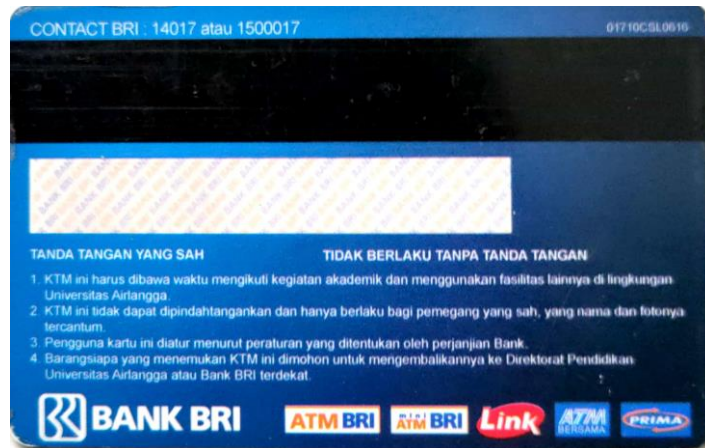 CONTACT BRI : 14017 atau 1500017
01710CSL0616
BANK BRI
TANDA TANGAN YANG SAH
TIDAK BERLAKU TANPA TANDA TANGAN
1. KTM ini harus dibawa waktu mengikuti kegiatan akademik dan menggunakan fasilitas lainnya di lingkungan
Universitas Airlangga.
2. KTM ini tidak dapat dipindahtangankan dan hanya berlaku bagi pemegang yang sah, yang nama dan fotonya
tercantum.
3. Pengguna kartu ini diatur menurut peraturan yang ditentukan oleh perjanjian Bank.
4. Barangsiapa yang menemukan KTM ini dimohon untuk mengembalikannya ke Direktorat Pendidikan
Universitas Airlangga atau Bank BRI terdekat.
BANK BRI
ATM BRI
mini ATM BRI
Link
ATM BERSAMA
PRIMA